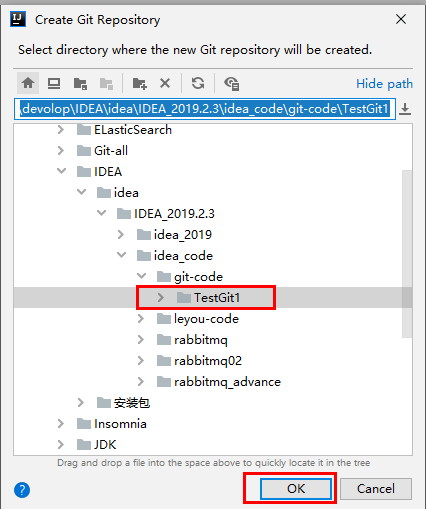 Create Git Repository
Select directory where the new Git repository will be created.
Hide path
\devolop\IDEA\idea\IDEA_2019.2.3\idea_code\git-code\TestGit1
ELasticSearch
Git-all
IDEA
idea
IDEA_2019.2.3
idea_2019
idea_code
git-code
TestGit1
leyou-code
rabbitmq
rabbitmq02
rabbitmq_advance
安装包
Insomnia
JDK
Drag and drop a file into the space above to quickly locate it in the tree
?
OK
Cancel